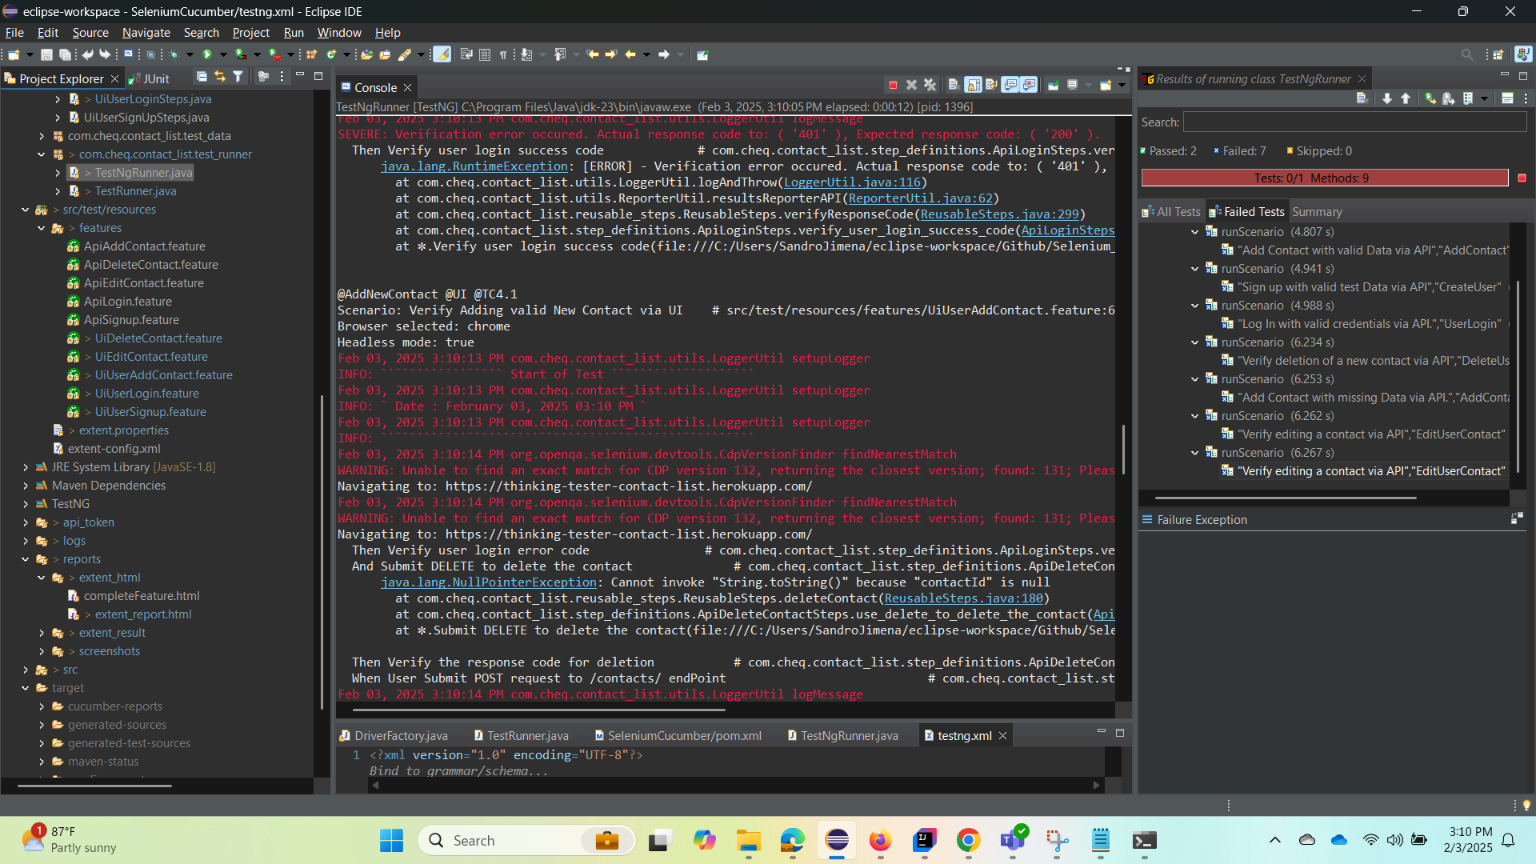 eclipse-workspace - SeleniumCucumber/testng.xml - Eclipse IDE
File Edit Source Navigate Search Project Run Window Help
Project Explorer
JUnit
> UiUserLoginSteps.java
UiUserSignUpSteps.java
com.cheq.contact_list.test_data
> com.cheq.contact_list.test_runner
> TestNgRunner.java
> TestRunner.java
> src/test/resources
> features
ApiAddContact.feature
ApiDeleteContact.feature
ApiEditContact.feature
ApiLogin.feature
ApiSignup.feature
> UiDeleteContact.feature
> UiEditContact.feature
> UiUserAddContact.feature
> UiUserLogin.feature
> UiUserSignup.feature
> extent.properties
extent-config.xml
JRE System Library [JavaSE-1.8]
Maven Dependencies
TestNG
> api_token
> logs
> reports
> extent_html
completeFeature.html
> extent_report.html
> extent_result
> screenshots
> src
target
cucumber-reports
generated-sources
generated-test-sources
maven-status
Console
TestNgRunner [TestNG] C:\Program Files\Java\jdk-23\bin\javaw.exe (Feb 3, 2025, 3:10:05 PM elapsed: 0:00:12) [pid: 1396]
Feb 03, 2025 3:10:13 PM com.cheq.contact_list.utils.LoggerUtil logMessage
SEVERE: Verification error occured. Actual response code to: ( '401' ), Expected response code: ( '200' ).
Then Verify user login success code # com.cheq.contact_list.step_definitions.ApiLoginSteps.ver
java.lang.RuntimeException: [ERROR] - Verification error occured. Actual response code to: ( '401' ),
at com.cheq.contact_list.utils.LoggerUtil.logAndThrow(LoggerUtil.java:116)
at com.cheq.contact_list.utils.ReporterUtil.resultsReporterAPI(ReporterUtil.java:62)
at com.cheq.contact_list.reusable_steps.ReusableSteps.verifyResponseCode(ReusableSteps.java:299)
at com.cheq.contact_list.step_definitions.ApiLoginSteps.verify_user_login_success_code(ApiLoginSteps
at ✽.Verify user login success code(file:///C:/Users/SandroJimena/eclipse-workspace/Github/Selenium_
@AddNewContact @UI @TC4.1
Scenario: Verify Adding valid New Contact via UI # src/test/resources/features/UiUserAddContact.feature:6
Browser selected: chrome
Headless mode: true
Feb 03, 2025 3:10:13 PM com.cheq.contact_list.utils.LoggerUtil setupLogger
INFO: ````````````````` Start of Test ````````````````````
Feb 03, 2025 3:10:13 PM com.cheq.contact_list.utils.LoggerUtil setupLogger
INFO: ` Date : February 03, 2025 03:10 PM `
Feb 03, 2025 3:10:13 PM com.cheq.contact_list.utils.LoggerUtil setupLogger
INFO: ````````````````````````````````````````````````````
Feb 03, 2025 3:10:14 PM org.openqa.selenium.devtools.CdpVersionFinder findNearestMatch
WARNING: Unable to find an exact match for CDP version 132, returning the closest version; found: 131; Pleas
Navigating to: https://thinking-tester-contact-list.herokuapp.com/
Feb 03, 2025 3:10:14 PM org.openqa.selenium.devtools.CdpVersionFinder findNearestMatch
WARNING: Unable to find an exact match for CDP version 132, returning the closest version; found: 131; Pleas
Navigating to: https://thinking-tester-contact-list.herokuapp.com/
Then Verify user login error code # com.cheq.contact_list.step_definitions.ApiLoginSteps.ve
And Submit DELETE to delete the contact # com.cheq.contact_list.step_definitions.ApiDeleteCon
java.lang.NullPointerException: Cannot invoke "String.toString()" because "contactId" is null
at com.cheq.contact_list.reusable_steps.ReusableSteps.deleteContact(ReusableSteps.java:180)
at com.cheq.contact_list.step_definitions.ApiDeleteContactSteps.use_delete_to_delete_the_contact(Api
at ✽.Submit DELETE to delete the contact(file:///C:/Users/SandroJimena/eclipse-workspace/Github/Sele
Then Verify the response code for deletion # com.cheq.contact_list.step_definitions.ApiDeleteCon
When User Submit POST request to /contacts/ endPoint # com.cheq.contact_list.st
Feb 03, 2025 3:10:14 PM com.cheq.contact_list.utils.LoggerUtil logMessage
DriverFactory.java TestRunner.java SeleniumCucumber/pom.xml TestNgRunner.java testng.xml
1 <?xml version="1.0" encoding="UTF-8"?>
Bind to grammar/schema...
Results of running class TestNgRunner
Search:
Passed: 2 Failed: 7 Skipped: 0
Tests: 0/1 Methods: 9
All Tests Failed Tests Summary
runScenario (4.807 s)
"Add Contact with valid Data via API","AddContact"
runScenario (4.941 s)
"Sign up with valid test Data via API","CreateUser"
runScenario (4.988 s)
"Log In with valid credentials via API.","UserLogin"
runScenario (6.234 s)
"Verify deletion of a new contact via API","DeleteUs
runScenario (6.253 s)
"Add Contact with missing Data via API.","AddConta
runScenario (6.262 s)
"Verify editing a contact via API","EditUserContact"
runScenario (6.267 s)
"Verify editing a contact via API","EditUserContact"
Failure Exception
1
87°F
Partly sunny
Search
3:10 PM
2/3/2025